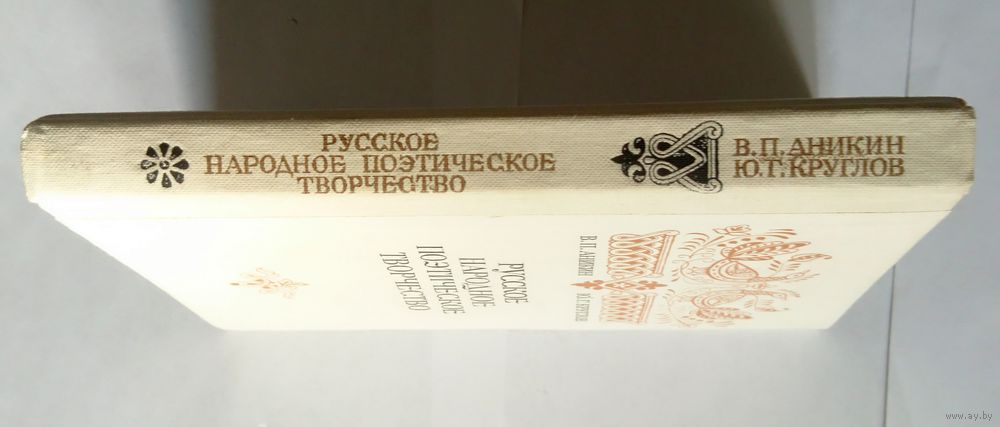 РУССКОЕ
НАРОДНОЕ ПОЭТИЧЕСКОЕ
ТВОРЧЕСТВО
В.П.АНИКИН
Ю.Г.КРУГЛОВ
В.П.АНИКИН Ю.Г.КРУГЛОВ
РУССКОЕ
НАРОДНОЕ
ПОЭТИЧЕСКОЕ
ТВОРЧЕСТВО
www.ay.by